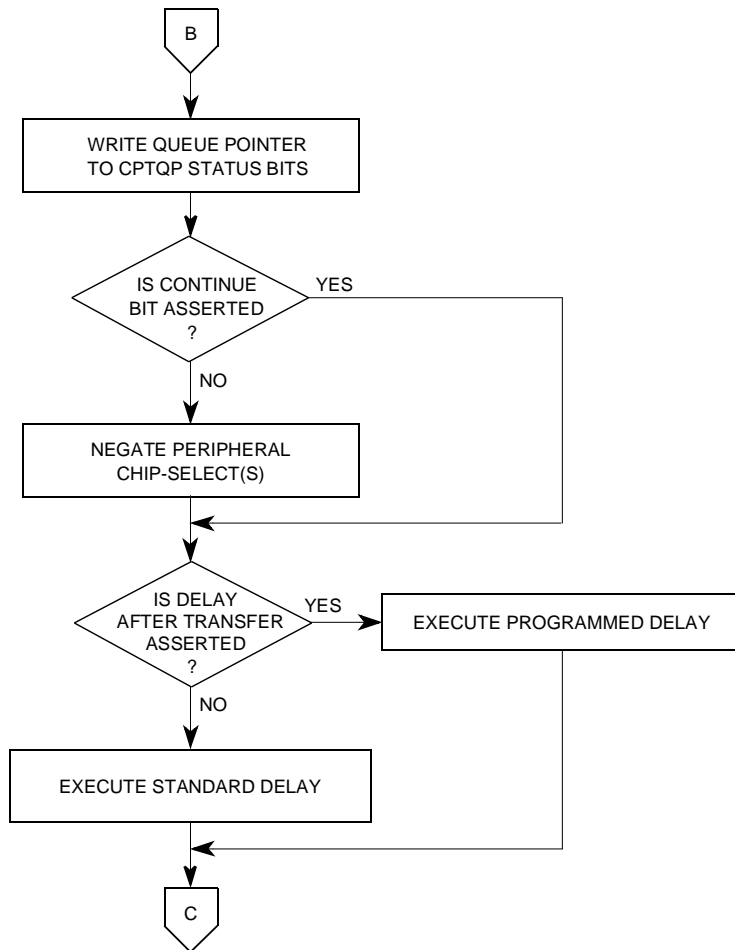 B
WRITE QUEUE POINTER
TO CPTQP STATUS BITS
IS CONTINUE
BIT ASSERTED
?
YES
NO
NEGATE PERIPHERAL
CHIP-SELECT(S)
IS DELAY
AFTER TRANSFER
ASSERTED
?
YES
EXECUTE PROGRAMMED DELAY
NO
EXECUTE STANDARD DELAY
C